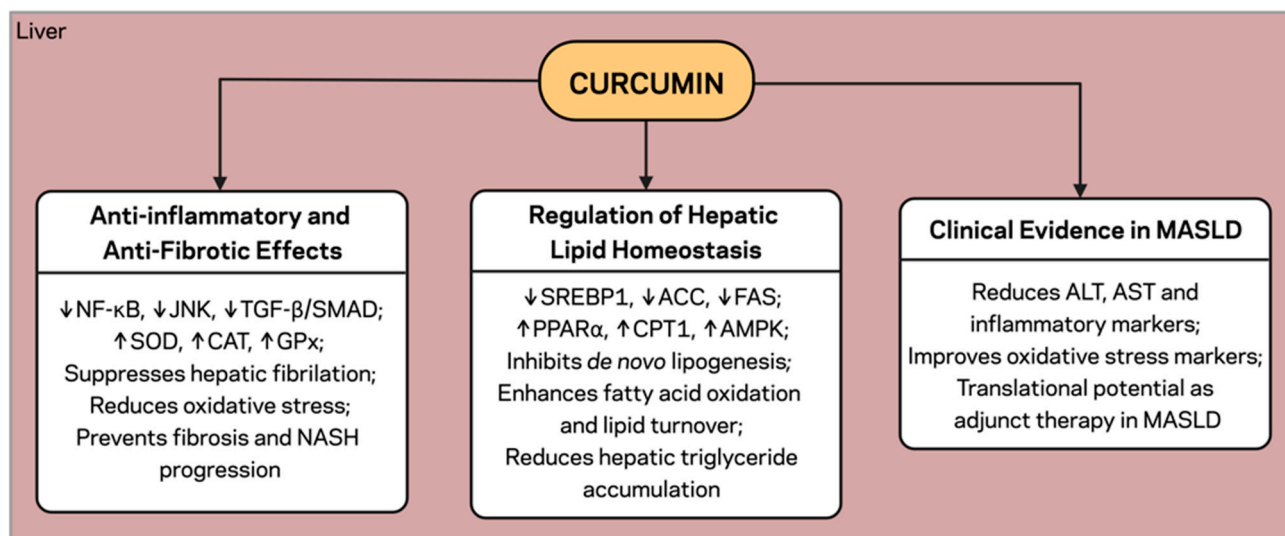 Liver
CURCUMIN
Anti-inflammatory and
Anti-Fibrotic Effects
↓NF-κB, ↓JNK, ↓TGF-β/SMAD;
↑SOD, ↑CAT, ↑GPx;
Suppresses hepatic fibrilation;
Reduces oxidative stress;
Prevents fibrosis and NASH
progression
Regulation of Hepatic
Lipid Homeostasis
↓SREBP1, ↓ACC, ↓FAS;
↑PPARα, ↑CPT1, ↑AMPK;
Inhibits de novo lipogenesis;
Enhances fatty acid oxidation
and lipid turnover;
Reduces hepatic triglyceride
accumulation
Clinical Evidence in MASLD
Reduces ALT, AST and
inflammatory markers;
Improves oxidative stress markers;
Translational potential as
adjunct therapy in MASLD